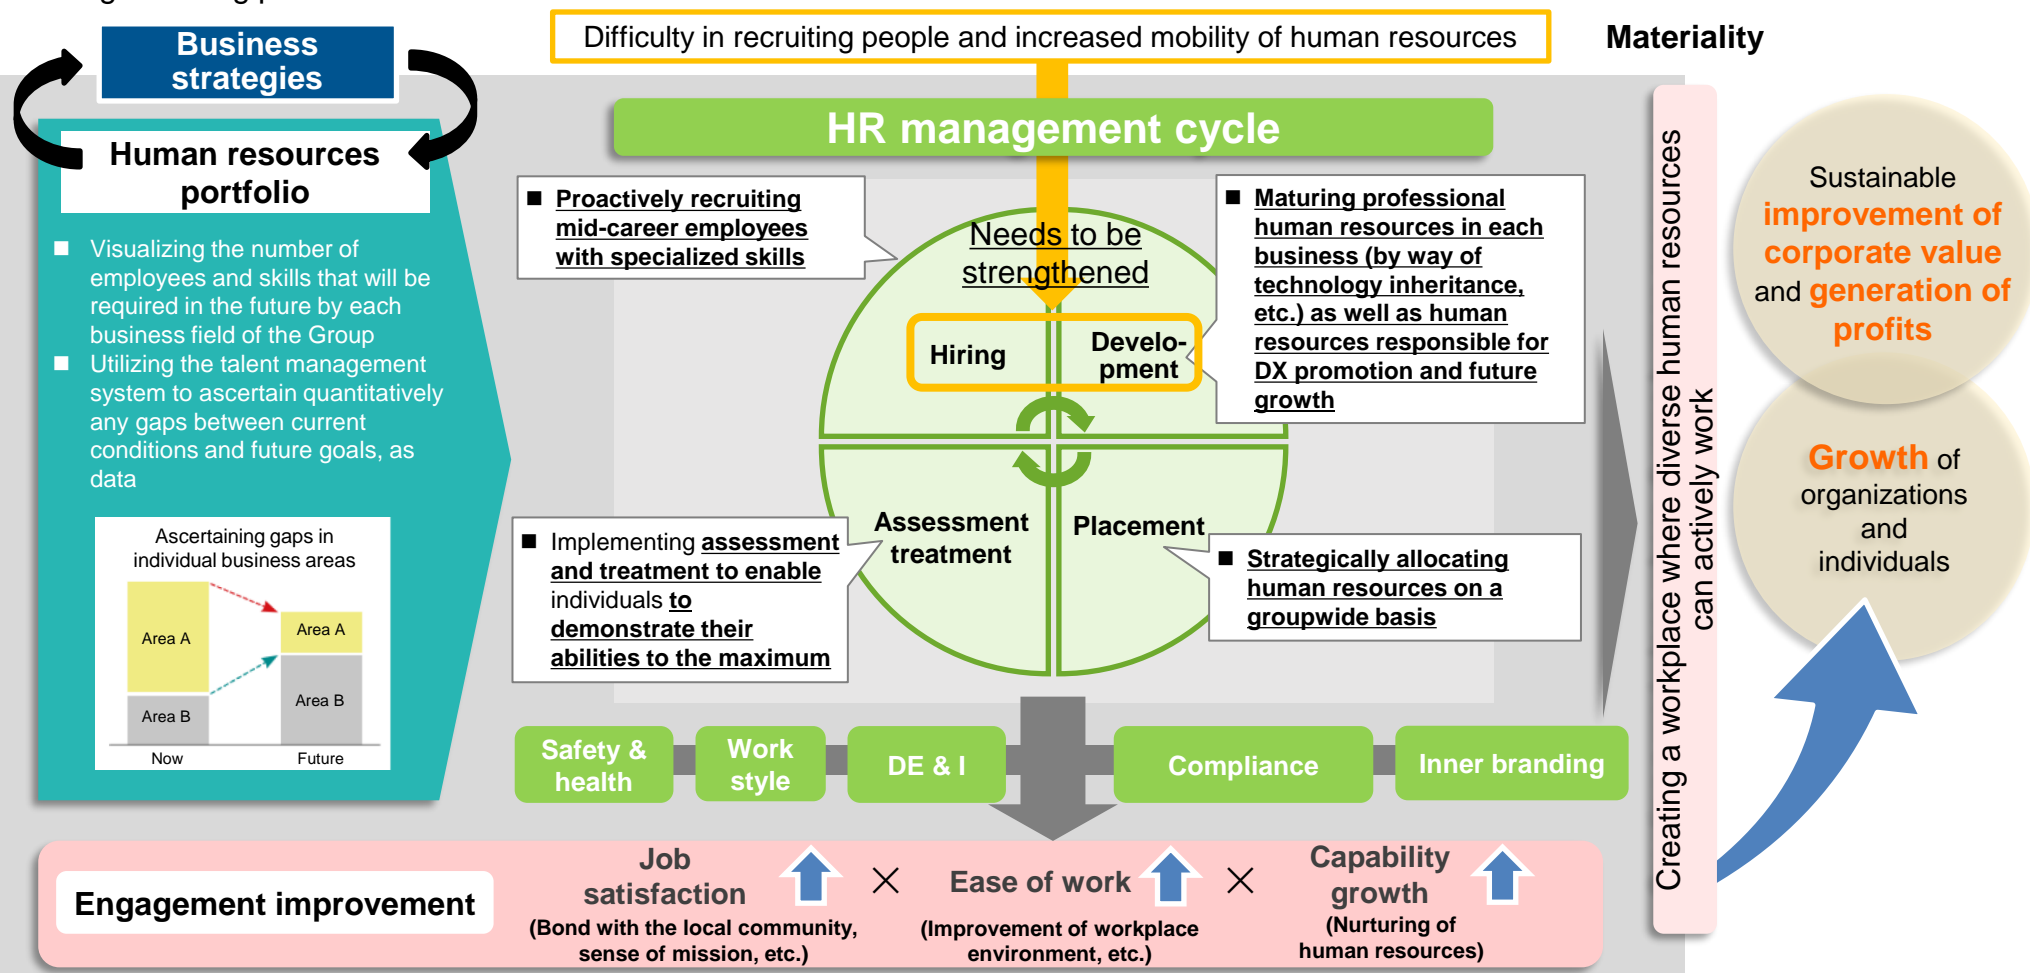 Business
strategies
Human resources
portfolio
■ Visualizing the number of
employees and skills that will be
required in the future by each
business field of the Group
■ Utilizing the talent management
system to ascertain quantitatively
any gaps between current
conditions and future goals, as
data
Ascertaining gaps in
individual business areas
Area A
Area B
Area A
Area B
Now
Future
Difficulty in recruiting people and increased mobility of human resources
HR management cycle
■ Proactively recruiting
mid-career employees
with specialized skills
Needs to be
strengthened
■ Maturing professional
human resources in each
business (by way of
technology inheritance,
etc.) as well as human
resources responsible for
DX promotion and future
growth
Hiring
Develo-
pment
Assessment
treatment
Placement
■ Implementing assessment
and treatment to enable
individuals to
demonstrate their
abilities to the maximum
■ Strategically allocating
human resources on a
groupwide basis
Safety &
health
Work
style
DE & I
Compliance
Inner branding
Engagement improvement
Job
satisfaction
(Bond with the local community,
sense of mission, etc.)
×
Ease of work
(Improvement of workplace
environment, etc.)
×
Capability
growth
(Nurturing of
human resources)
Materiality
Creating a workplace where diverse human resources
can actively work
Sustainable
improvement of
corporate value
and generation of
profits
Growth of
organizations
and
individuals